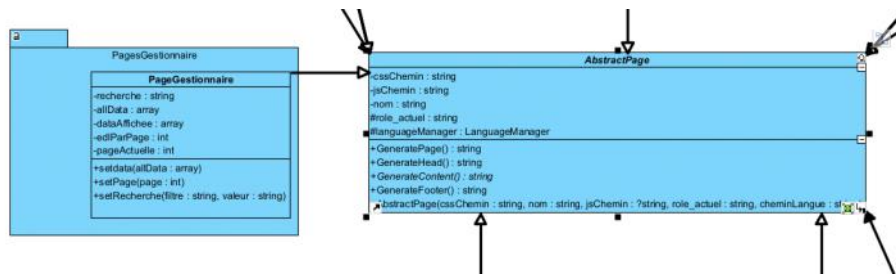 PagesGestionnaire
PageGestionnaire
-recherche : string
-allData : array
-dataAffichee : array
-edlParPage : int
-pageActuelle : int
+setdata(allData : array)
+setPage(page : int)
+setRecherche(filtre : string, valeur : string)
AbstractPage
-cssChemin : string
-jsChemin : string
-nom : string
#role_actuel : string
#languageManager : LanguageManager
+GeneratePage() : string
+GenerateHead() : string
+GenerateContent() : string
+GenerateFooter() : string
AbstractPage(cssChemin : string, nom : string, jsChemin : ?string, role_actuel : string, cheminLangue :